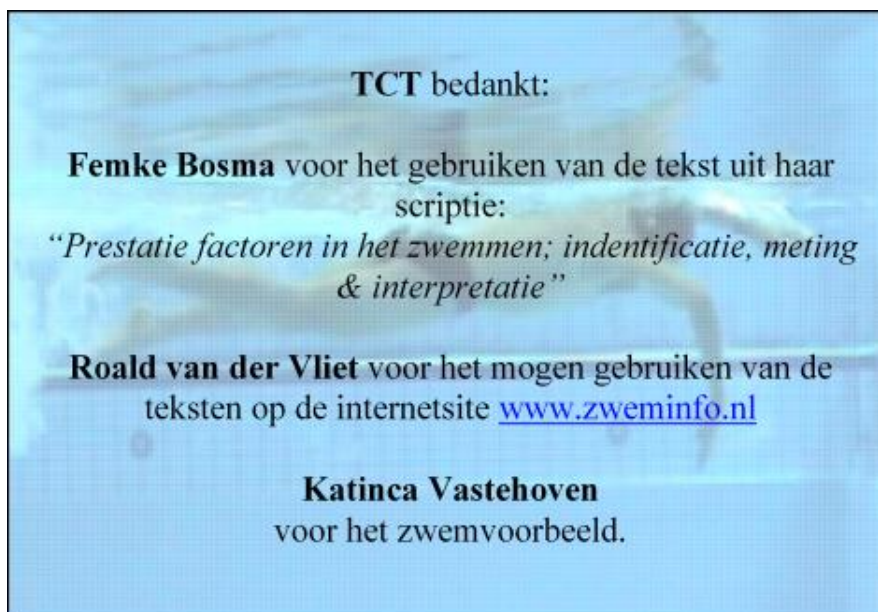 TCT bedankt:
Femke Bosma voor het gebruiken van de tekst uit haar
scriptie:
“Prestatie factoren in het zwemmen; indentificatie, meting
& interpretatie”
Roald van der Vliet voor het mogen gebruiken van de
teksten op de internetsite www.zweminfo.nl
Katinca Vastehoven
voor het zwemvoorbeeld.